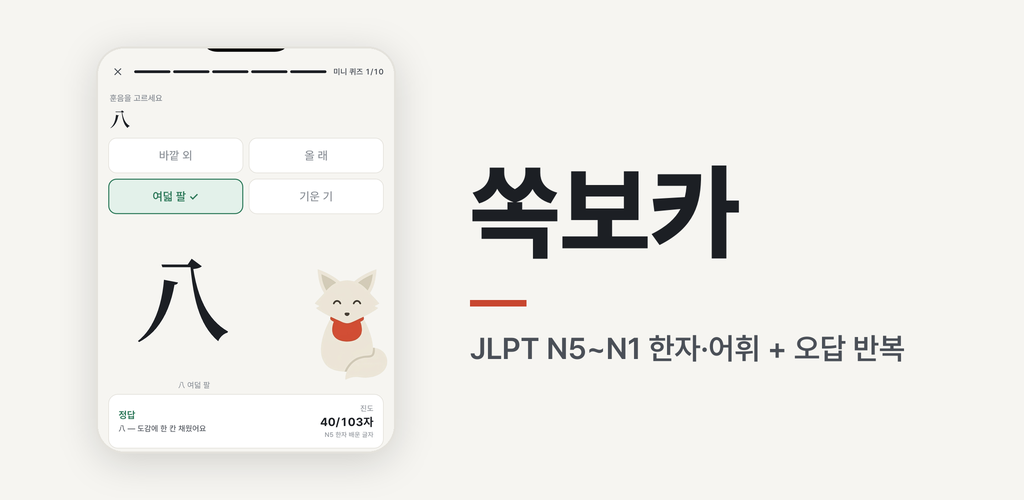 미니 퀴즈 1/10
훈음을 고르세요
八
바깥 외
올 래
여덟 팔 ✓
기운 기
八
八 여덟 팔
정답
八 — 도감에 한 칸 채웠어요
진도
40/103자
N5 한자 배운 글자
쏙보카
JLPT N5~N1 한자·어휘 + 오답 반복